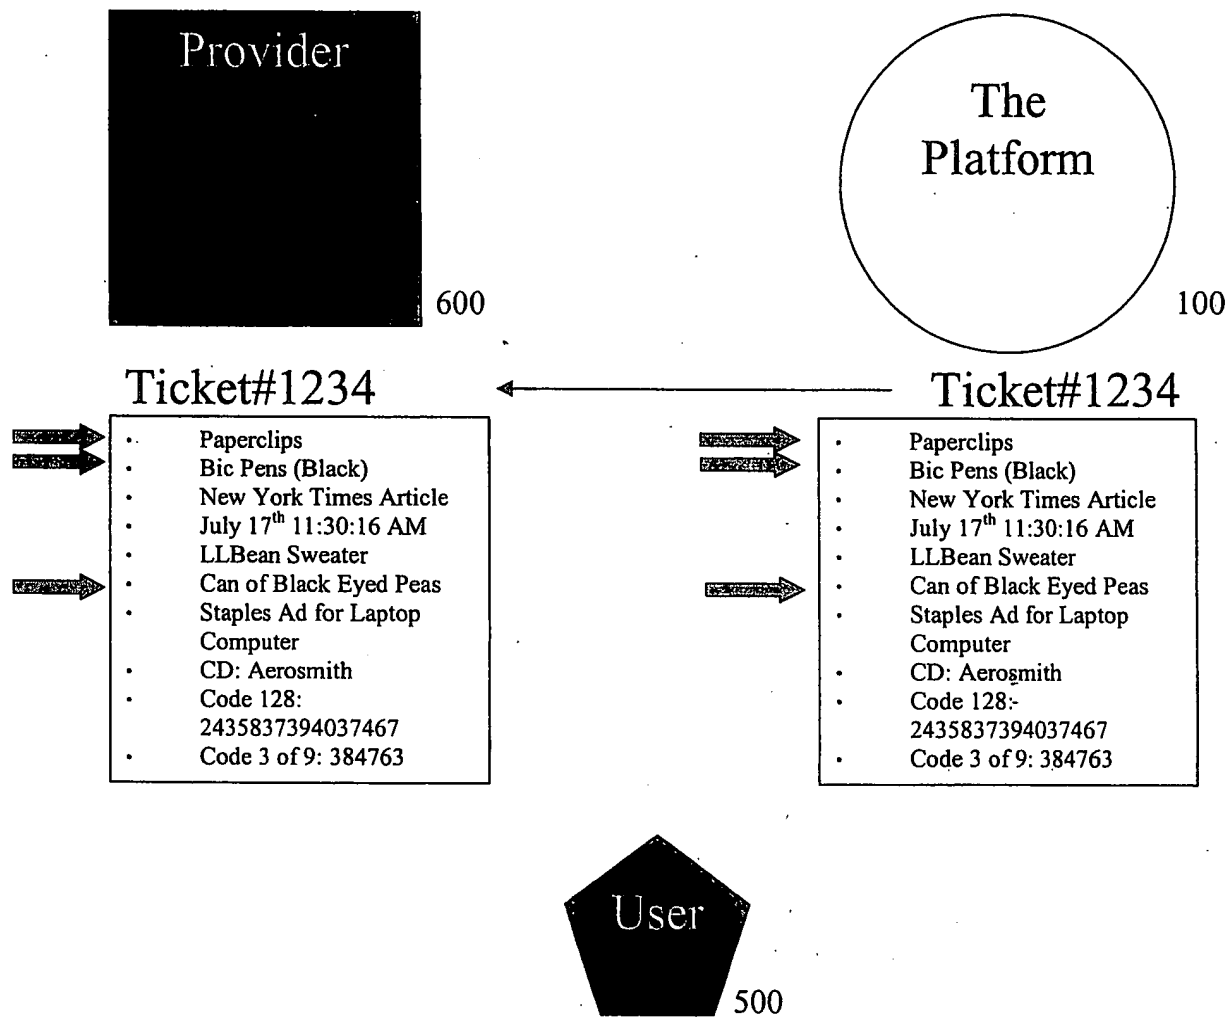 Provider
600
The
Platform
100
Ticket#1234
• Paperclips
• Bic Pens (Black)
• New York Times Article
• July 17th 11:30:16 AM
• LLBean Sweater
• Can of Black Eyed Peas
• Staples Ad for Laptop
Computer
• CD: Aerosmith
• Code 128:
2435837394037467
• Code 3 of 9: 384763
Ticket#1234
• Paperclips
• Bic Pens (Black)
• New York Times Article
• July 17th 11:30:16 AM
• LLBean Sweater
• Can of Black Eyed Peas
• Staples Ad for Laptop
Computer
• CD: Aerosmith
• Code 128:
2435837394037467
• Code 3 of 9: 384763
User
500